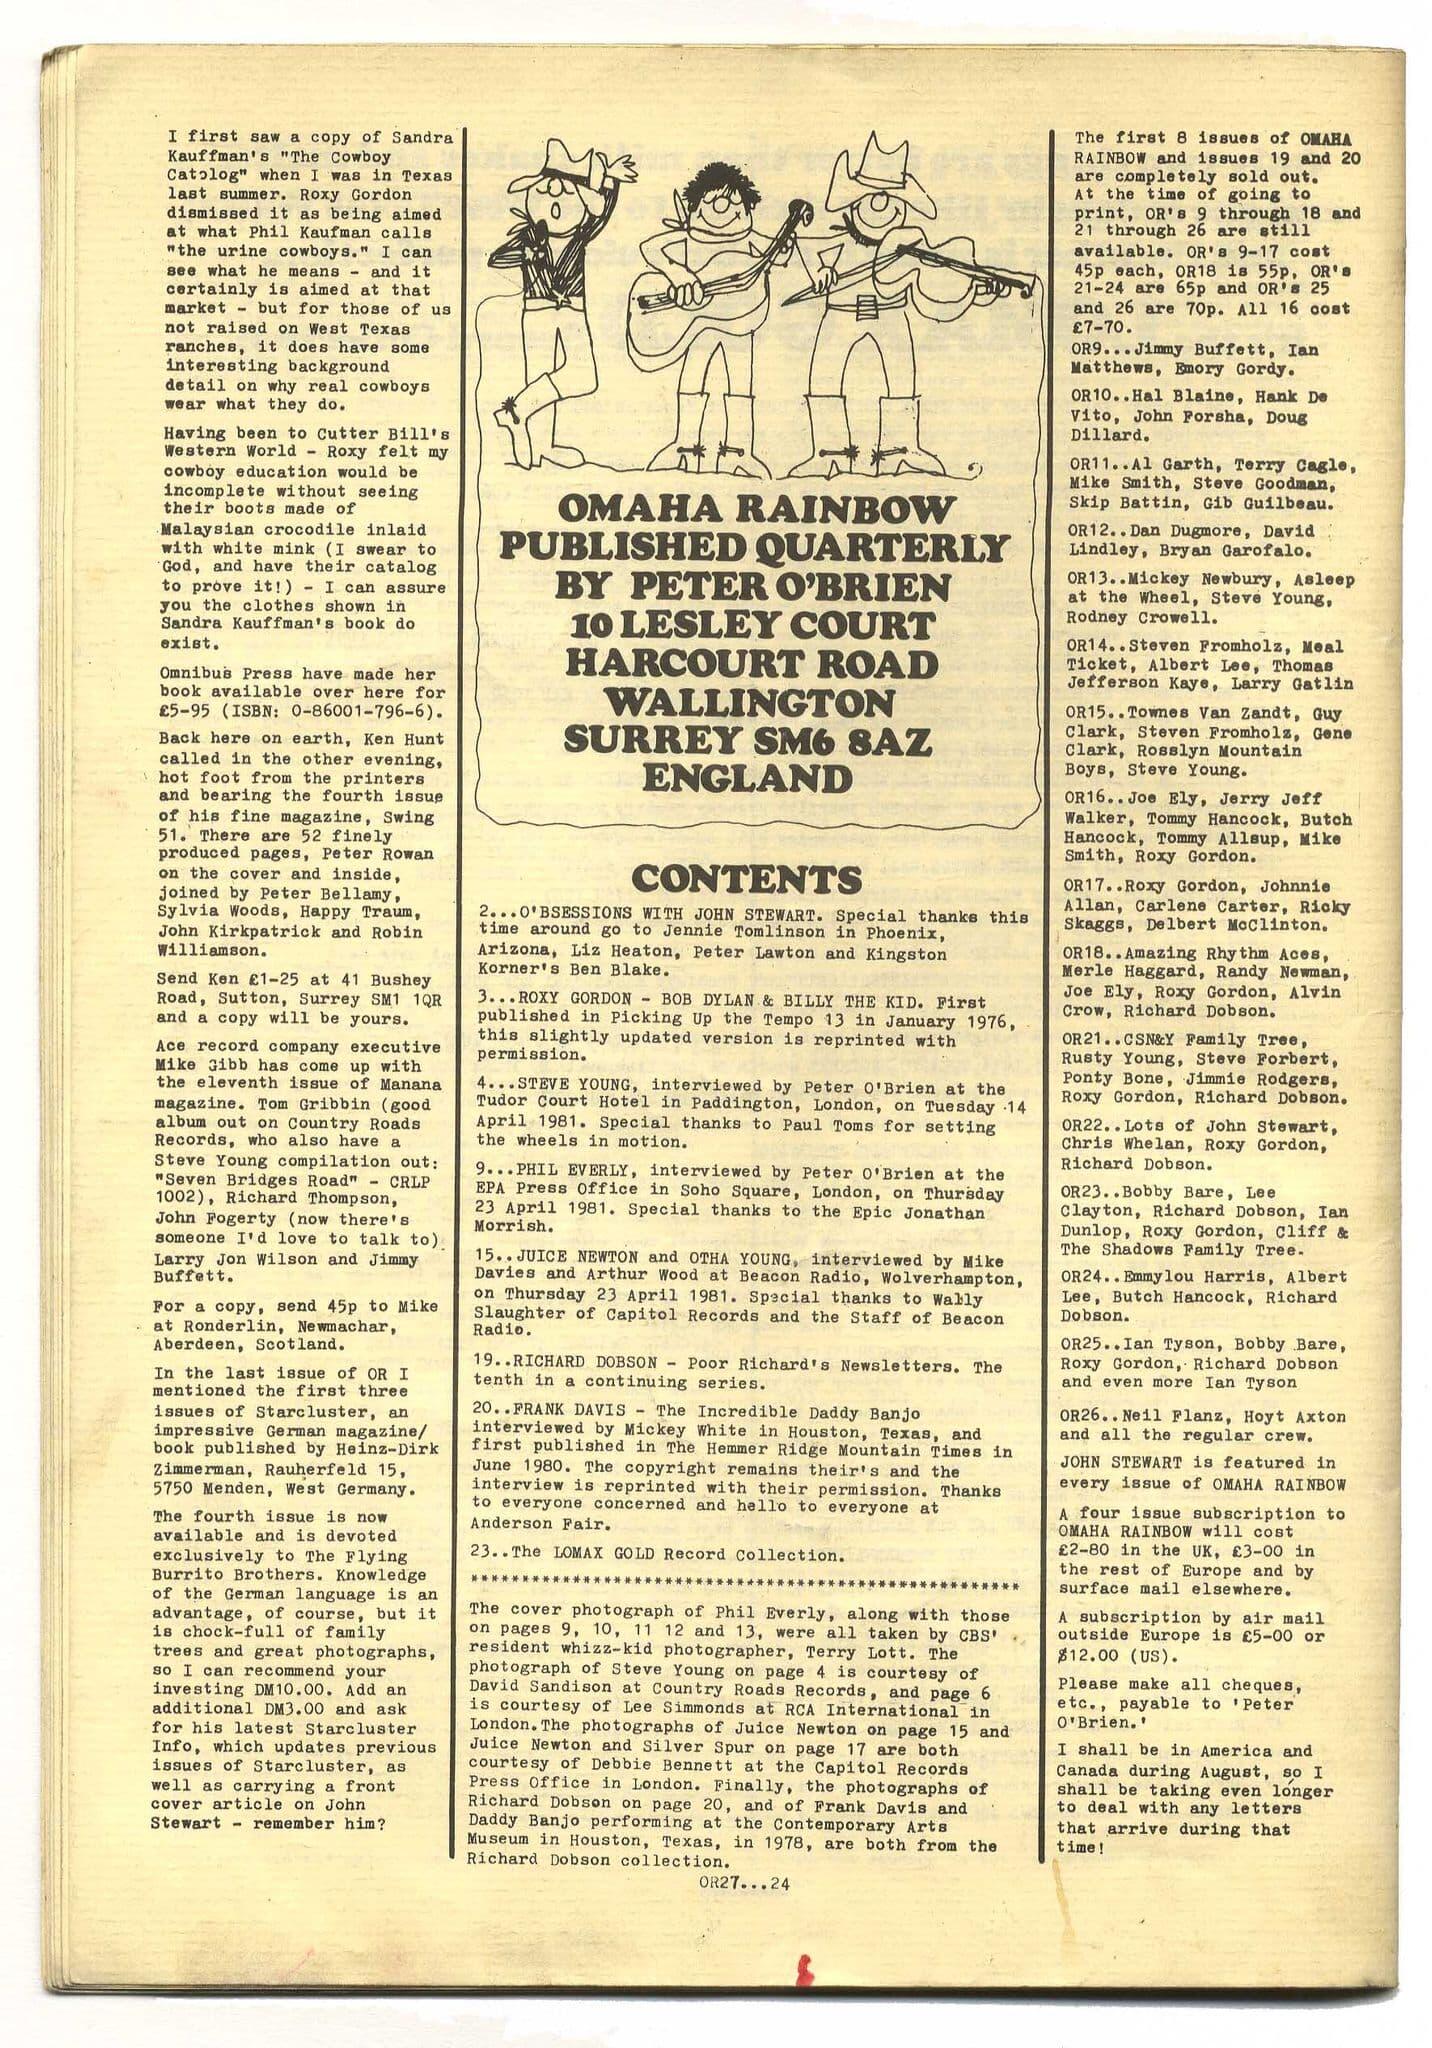 I first saw a copy of Sandra
Kauffman's "The Cowboy
Catalog" when I was in Texas
last summer. Roxy Gordon
dismissed it as being aimed
at what Phil Kaufman calls
"the urine cowboys." I can
see what he means - and it
certainly is aimed at that
market - but for those of us
not raised on West Texas
ranches, it does have some
interesting background
detail on why real cowboys
wear what they do.
Having been to Cutter Bill's
Western World - Roxy felt my
cowboy education would be
incomplete without seeing
their boots made of
Malaysian crocodile inlaid
with white mink (I swear to
God, and have their catalog
to prove it!) - I can assure
you the clothes shown in
Sandra Kauffman's book do
exist.
Omnibus Press have made her
book available over here for
£5-95 (ISBN: 0-86001-796-6).
Back here on earth, Ken Hunt
called in the other evening,
hot foot from the printers
and bearing the fourth issue
of his fine magazine, Swing
51. There are 52 finely
produced pages, Peter Rowan
on the cover and inside,
joined by Peter Bellamy,
Sylvia Woods, Happy Traum,
John Kirkpatrick and Robin
Williamson.
Send Ken £1-25 at 41 Bushey
Road, Sutton, Surrey SM1 1QR
and a copy will be yours.
Ace record company executive
Mike Gibb has come up with
the eleventh issue of Manana
magazine. Tom Gribbin (good
album out on Country Roads
Records, who also have a
Steve Young compilation out:
"Seven Bridges Road" - CRLP
1002), Richard Thompson,
John Fogerty (now there's
someone I'd love to talk to)
Larry Jon Wilson and Jimmy
Buffett.
For a copy, send 45p to Mike
at Ronderlin, Newmachar,
Aberdeen, Scotland.
In the last issue of OR I
mentioned the first three
issues of Starcluster, an
impressive German magazine/
book published by Heinz-Dirk
Zimmerman, Rauherfeld 15,
5750 Menden, West Germany.
The fourth issue is now
available and is devoted
exclusively to The Flying
Burrito Brothers. Knowledge
of the German language is an
advantage, of course, but it
is chock-full of family
trees and great photographs,
so I can recommend your
investing DM10.00. Add an
additional DM3.00 and ask
for his latest Starcluster
Info, which updates previous
issues of Starcluster, as
well as carrying a front
cover article on John
Stewart - remember him?
OMAHA RAINBOW
PUBLISHED QUARTERLY
BY PETER O'BRIEN
10 LESLEY COURT
HARCOURT ROAD
WALLINGTON
SURREY SM6 8AZ
ENGLAND
CONTENTS
2...O'BSESSIONS WITH JOHN STEWART. Special thanks this
time around go to Jennie Tomlinson in Phoenix,
Arizona, Liz Heaton, Peter Lawton and Kingston
Korner's Ben Blake.
3...ROXY GORDON - BOB DYLAN & BILLY THE KID. First
published in Picking Up the Tempo 13 in January 1976,
this slightly updated version is reprinted with
permission.
4...STEVE YOUNG, interviewed by Peter O'Brien at the
Tudor Court Hotel in Paddington, London, on Tuesday 14
April 1981. Special thanks to Paul Toms for setting
the wheels in motion.
9...PHIL EVERLY, interviewed by Peter O'Brien at the
EPA Press Office in Soho Square, London, on Thursday
23 April 1981. Special thanks to the Epic Jonathan
Morrish.
15..JUICE NEWTON and OTHA YOUNG, interviewed by Mike
Davies and Arthur Wood at Beacon Radio, Wolverhampton,
on Thursday 23 April 1981. Special thanks to Wally
Slaughter of Capitol Records and the Staff of Beacon
Radio.
19..RICHARD DOBSON - Poor Richard's Newsletters. The
tenth in a continuing series.
20..FRANK DAVIS - The Incredible Daddy Banjo
interviewed by Mickey White in Houston, Texas, and
first published in The Hemmer Ridge Mountain Times in
June 1980. The copyright remains their's and the
interview is reprinted with their permission. Thanks
to everyone concerned and hello to everyone at
Anderson Fair.
23..The LOMAX GOLD Record Collection.
******************************************************
The cover photograph of Phil Everly, along with those
on pages 9, 10, 11 12 and 13, were all taken by CBS'
resident whizz-kid photographer, Terry Lott. The
photograph of Steve Young on page 4 is courtesy of
David Sandison at Country Roads Records, and page 6
is courtesy of Lee Simmonds at RCA International in
London.The photographs of Juice Newton on page 15 and
Juice Newton and Silver Spur on page 17 are both
courtesy of Debbie Bennett at the Capitol Records
Press Office in London. Finally, the photographs of
Richard Dobson on page 20, and of Frank Davis and
Daddy Banjo performing at the Contemporary Arts
Museum in Houston, Texas, in 1978, are both from the
Richard Dobson collection.
OR27...24
The first 8 issues of OMAHA
RAINBOW and issues 19 and 20
are completely sold out.
At the time of going to
print, OR's 9 through 18 and
21 through 26 are still
available. OR's 9-17 cost
45p each, OR18 is 55p, OR's
21-24 are 65p and OR's 25
and 26 are 70p. All 16 cost
£7-70.
OR9...Jimmy Buffett, Ian
Matthews, Emory Gordy.
OR10..Hal Blaine, Hank De
Vito, John Forsha, Doug
Dillard.
OR11..Al Garth, Terry Cagle,
Mike Smith, Steve Goodman,
Skip Battin, Gib Guilbeau.
OR12..Dan Dugmore, David
Lindley, Bryan Garofalo.
OR13..Mickey Newbury, Asleep
at the Wheel, Steve Young,
Rodney Crowell.
OR14..Steven Fromholz, Meal
Ticket, Albert Lee, Thomas
Jefferson Kaye, Larry Gatlin
OR15..Townes Van Zandt, Guy
Clark, Steven Fromholz, Gene
Clark, Rosslyn Mountain
Boys, Steve Young.
OR16..Joe Ely, Jerry Jeff
Walker, Tommy Hancock, Butch
Hancock, Tommy Allsup, Mike
Smith, Roxy Gordon.
OR17..Roxy Gordon, Johnnie
Allan, Carlene Carter, Ricky
Skaggs, Delbert McClinton.
OR18..Amazing Rhythm Aces,
Merle Haggard, Randy Newman,
Joe Ely, Roxy Gordon, Alvin
Crow, Richard Dobson.
OR21..CSN&Y Family Tree,
Rusty Young, Steve Forbert,
Ponty Bone, Jimmie Rodgers,
Roxy Gordon, Richard Dobson.
OR22..Lots of John Stewart,
Chris Whelan, Roxy Gordon,
Richard Dobson.
OR23..Bobby Bare, Lee
Clayton, Richard Dobson, Ian
Dunlop, Roxy Gordon, Cliff &
The Shadows Family Tree.
OR24..Emmylou Harris, Albert
Lee, Butch Hancock, Richard
Dobson.
OR25..Ian Tyson, Bobby Bare,
Roxy Gordon, Richard Dobson
and even more Ian Tyson
OR26..Neil Flanz, Hoyt Axton
and all the regular crew.
JOHN STEWART is featured in
every issue of OMAHA RAINBOW
A four issue subscription to
OMAHA RAINBOW will cost
£2-80 in the UK, £3-00 in
the rest of Europe and by
surface mail elsewhere.
A subscription by air mail
outside Europe is £5-00 or
$12.00 (US).
Please make all cheques,
etc., payable to 'Peter
O'Brien.'
I shall be in America and
Canada during August, so I
shall be taking even longer
to deal with any letters
that arrive during that
time!